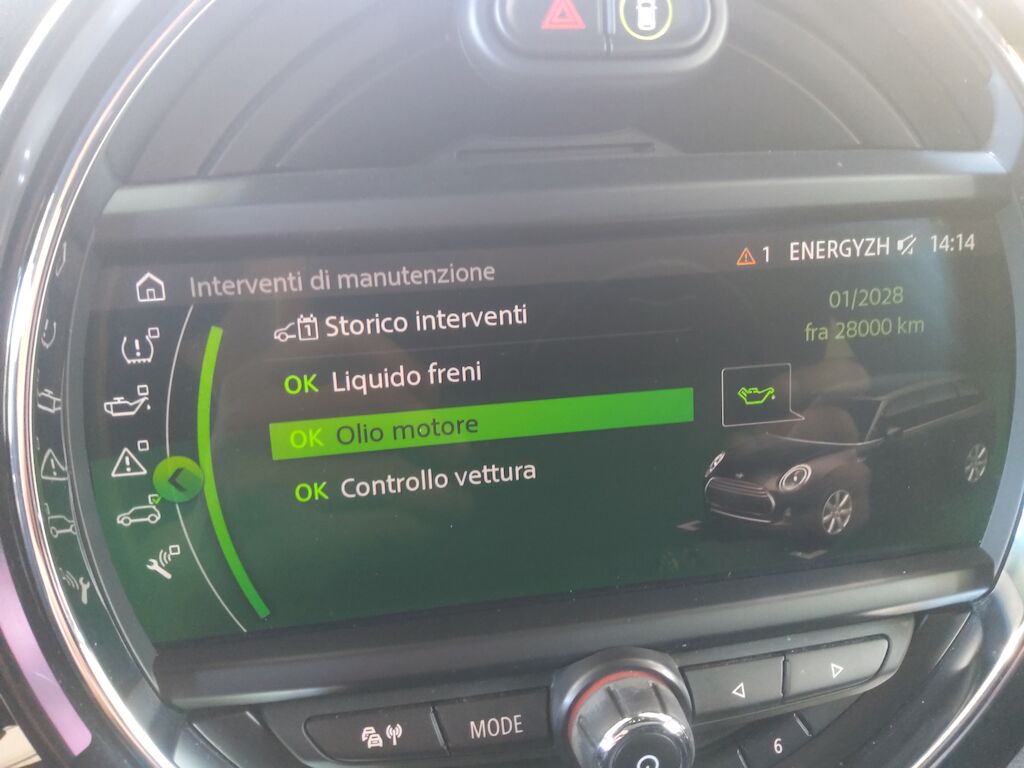 Interventi di manutenzione
1 ENERGYZH 14:14
1 Storico interventi
01/2028
fra 28000 km
OK Liquido freni
OK Olio motore
OK Controllo vettura
MODE
6